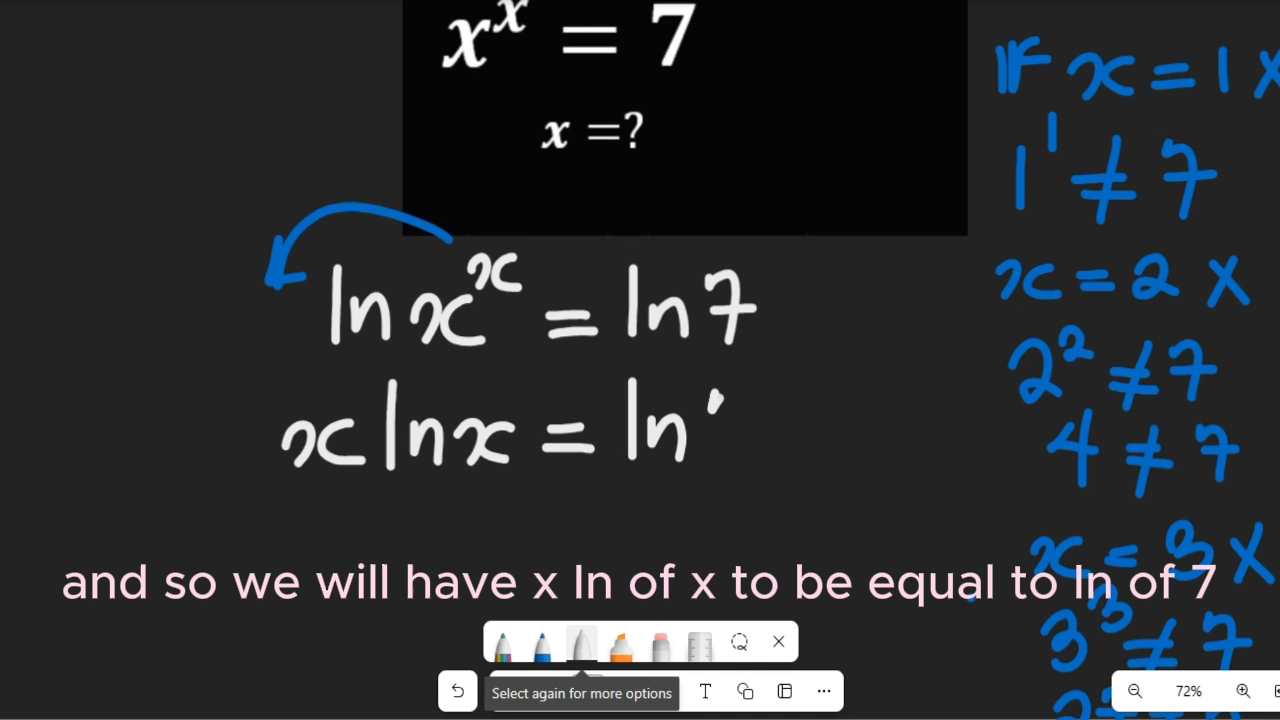 x^x = 7
x =?
ln x^x = ln 7
x ln x = ln
IF x = 1 X
1^1 ≠ 7
x = 2 X
2^2 ≠ 7
4 ≠ 7
x = 3 X
3^3 ≠ 7
and so we will have x ln of x to be equal to ln of 7
Select again for more options
T
72%